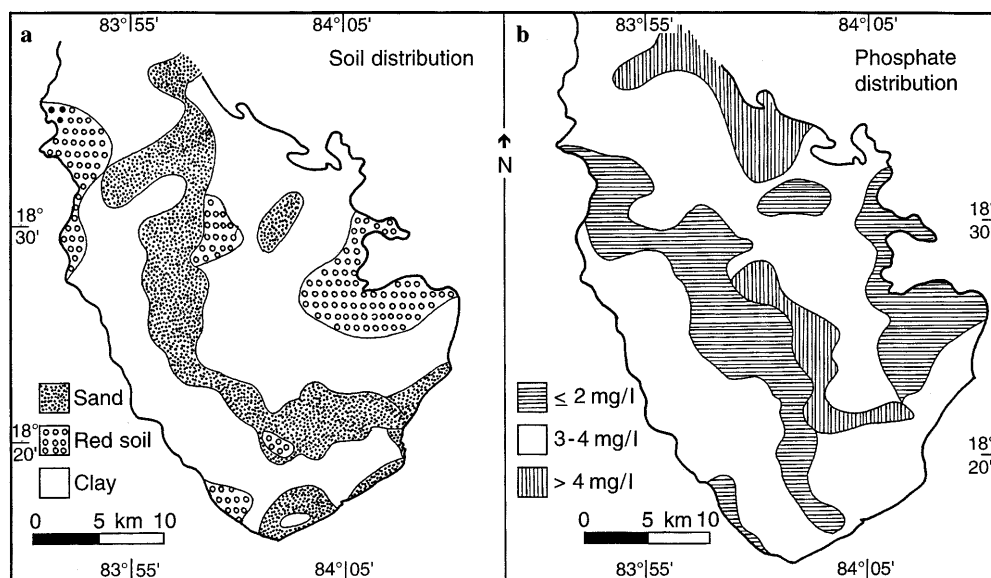 83°55' 84°05'
a Soil distribution
18°
30'
Sand
Red soil
Clay
18°
20'
0 5 km 10
83°55' 84°05'
N
83°55' 84°05'
b Phosphate
distribution
18°
30'
≤ 2 mg/l
3-4 mg/l
> 4 mg/l
18°
20'
0 5 km 10
83°55' 84°05'